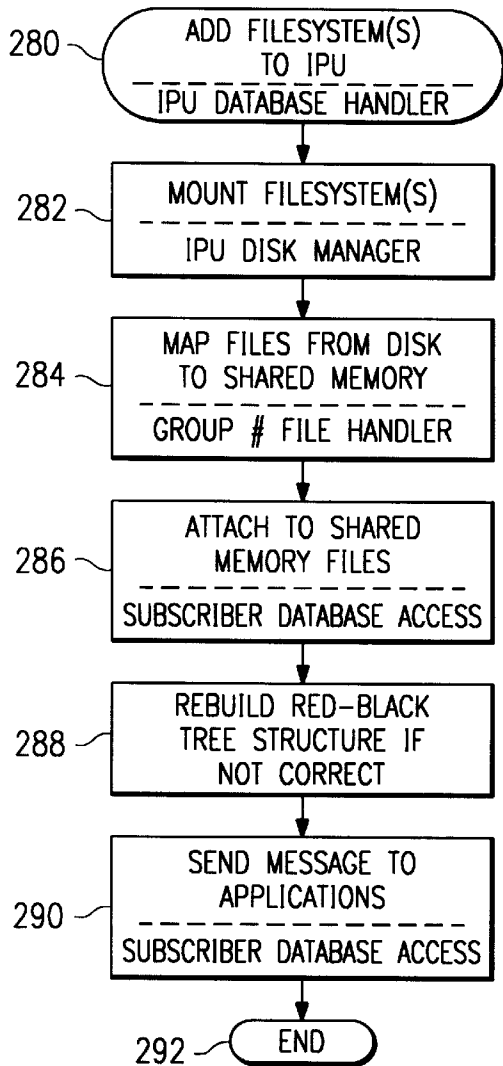 280
ADD FILESYSTEM(S)
TO IPU
IPU DATABASE HANDLER
282
MOUNT FILESYSTEM(S)
IPU DISK MANAGER
284
MAP FILES FROM DISK
TO SHARED MEMORY
GROUP # FILE HANDLER
286
ATTACH TO SHARED
MEMORY FILES
SUBSCRIBER DATABASE ACCESS
288
REBUILD RED-BLACK
TREE STRUCTURE IF
NOT CORRECT
290
SEND MESSAGE TO
APPLICATIONS
SUBSCRIBER DATABASE ACCESS
292
END